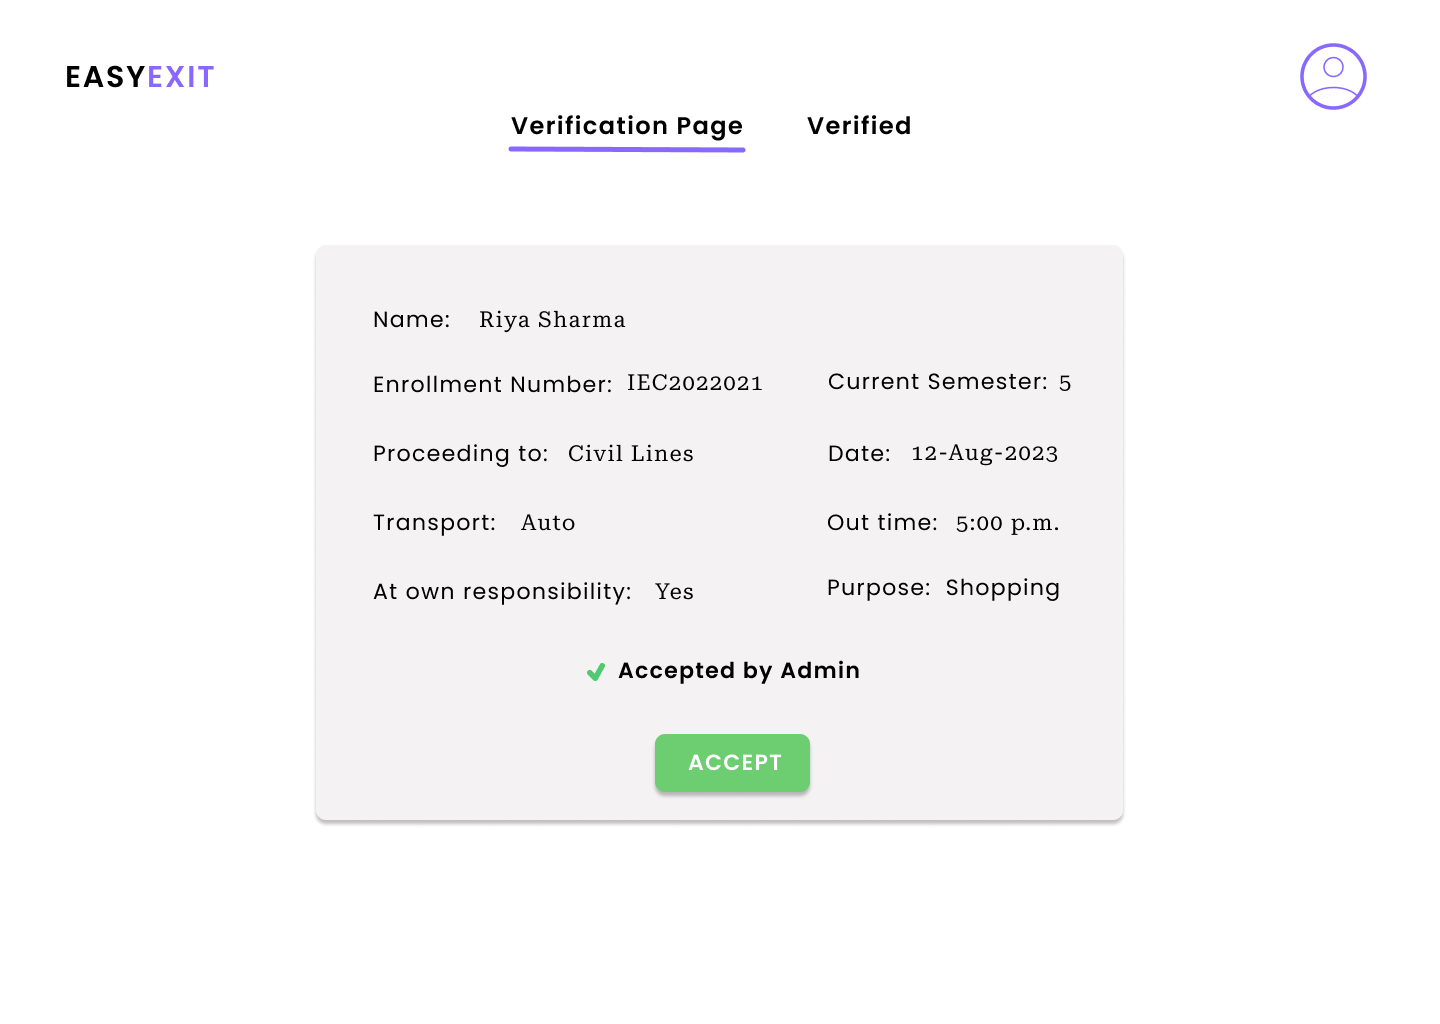 EASYEXIT
Verification Page Verified
Name: Riya Sharma
Enrollment Number: IEC2022021 Current Semester: 5
Proceeding to: Civil Lines Date: 12-Aug-2023
Transport: Auto Out time: 5:00 p.m.
At own responsibility: Yes Purpose: Shopping
Accepted by Admin
ACCEPT